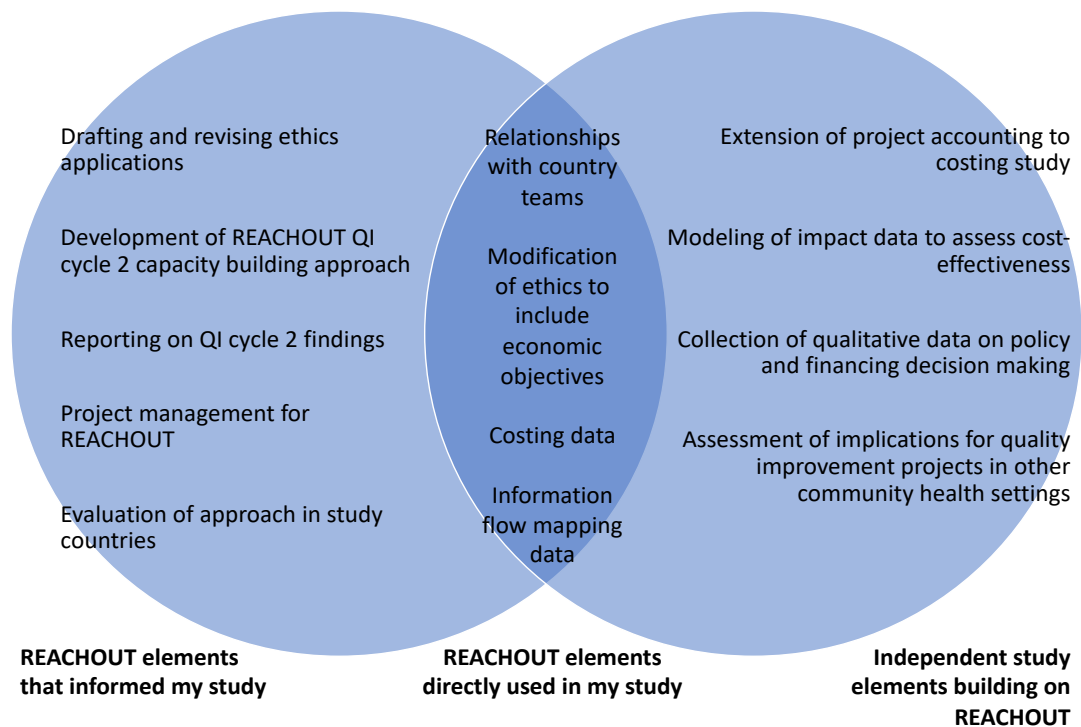 Drafting and revising ethics
applications
Development of REACHOUT QI
cycle 2 capacity building approach
Reporting on QI cycle 2 findings
Project management for
REACHOUT
Evaluation of approach in study
countries
Relationships
with country
teams
Modification
of ethics to
include
economic
objectives
Costing data
Information
flow mapping
data
Extension of project accounting to
costing study
Modeling of impact data to assess cost-
effectiveness
Collection of qualitative data on policy
and financing decision making
Assessment of implications for quality
improvement projects in other
community health settings
REACHOUT elements
that informed my study
REACHOUT elements
directly used in my study
Independent study
elements building on
REACHOUT